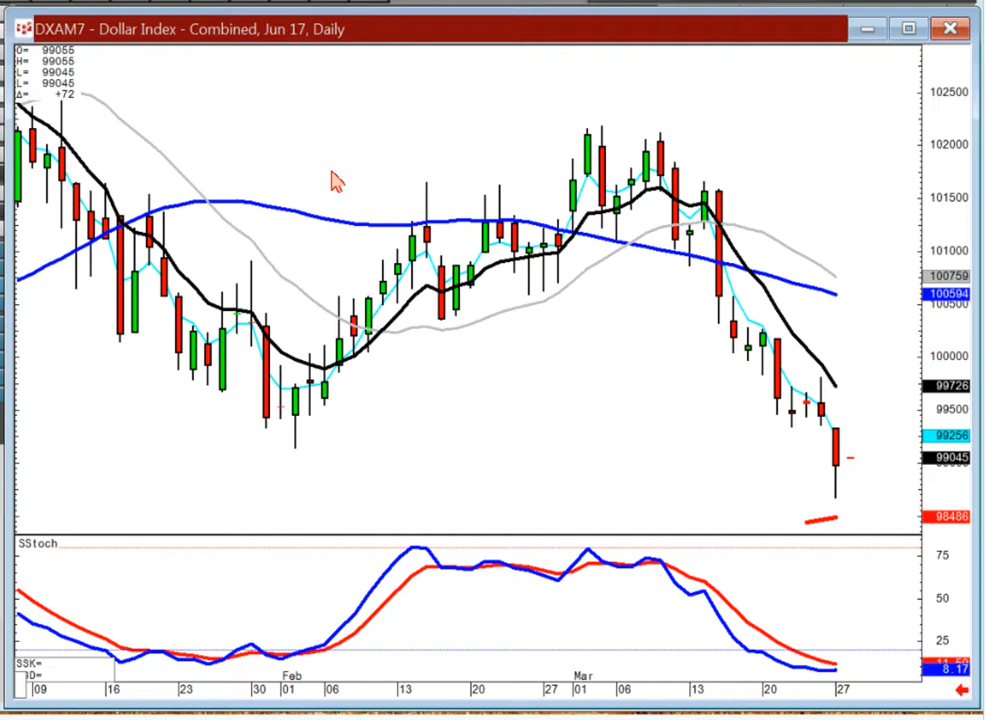 DXAM7 - Dollar Index - Combined, Jun 17, Daily
O= 99055
H= 99055
L= 99045
L= 99045
Δ= +72
102500
102000
101500
101000
100759
100594
100000
99726
99500
99256
99045
98486
SStoch
75
50
25
SSK=
8.17
Feb Mar
09 16 23 30 01 06 13 20 27 01 06 13 20 27